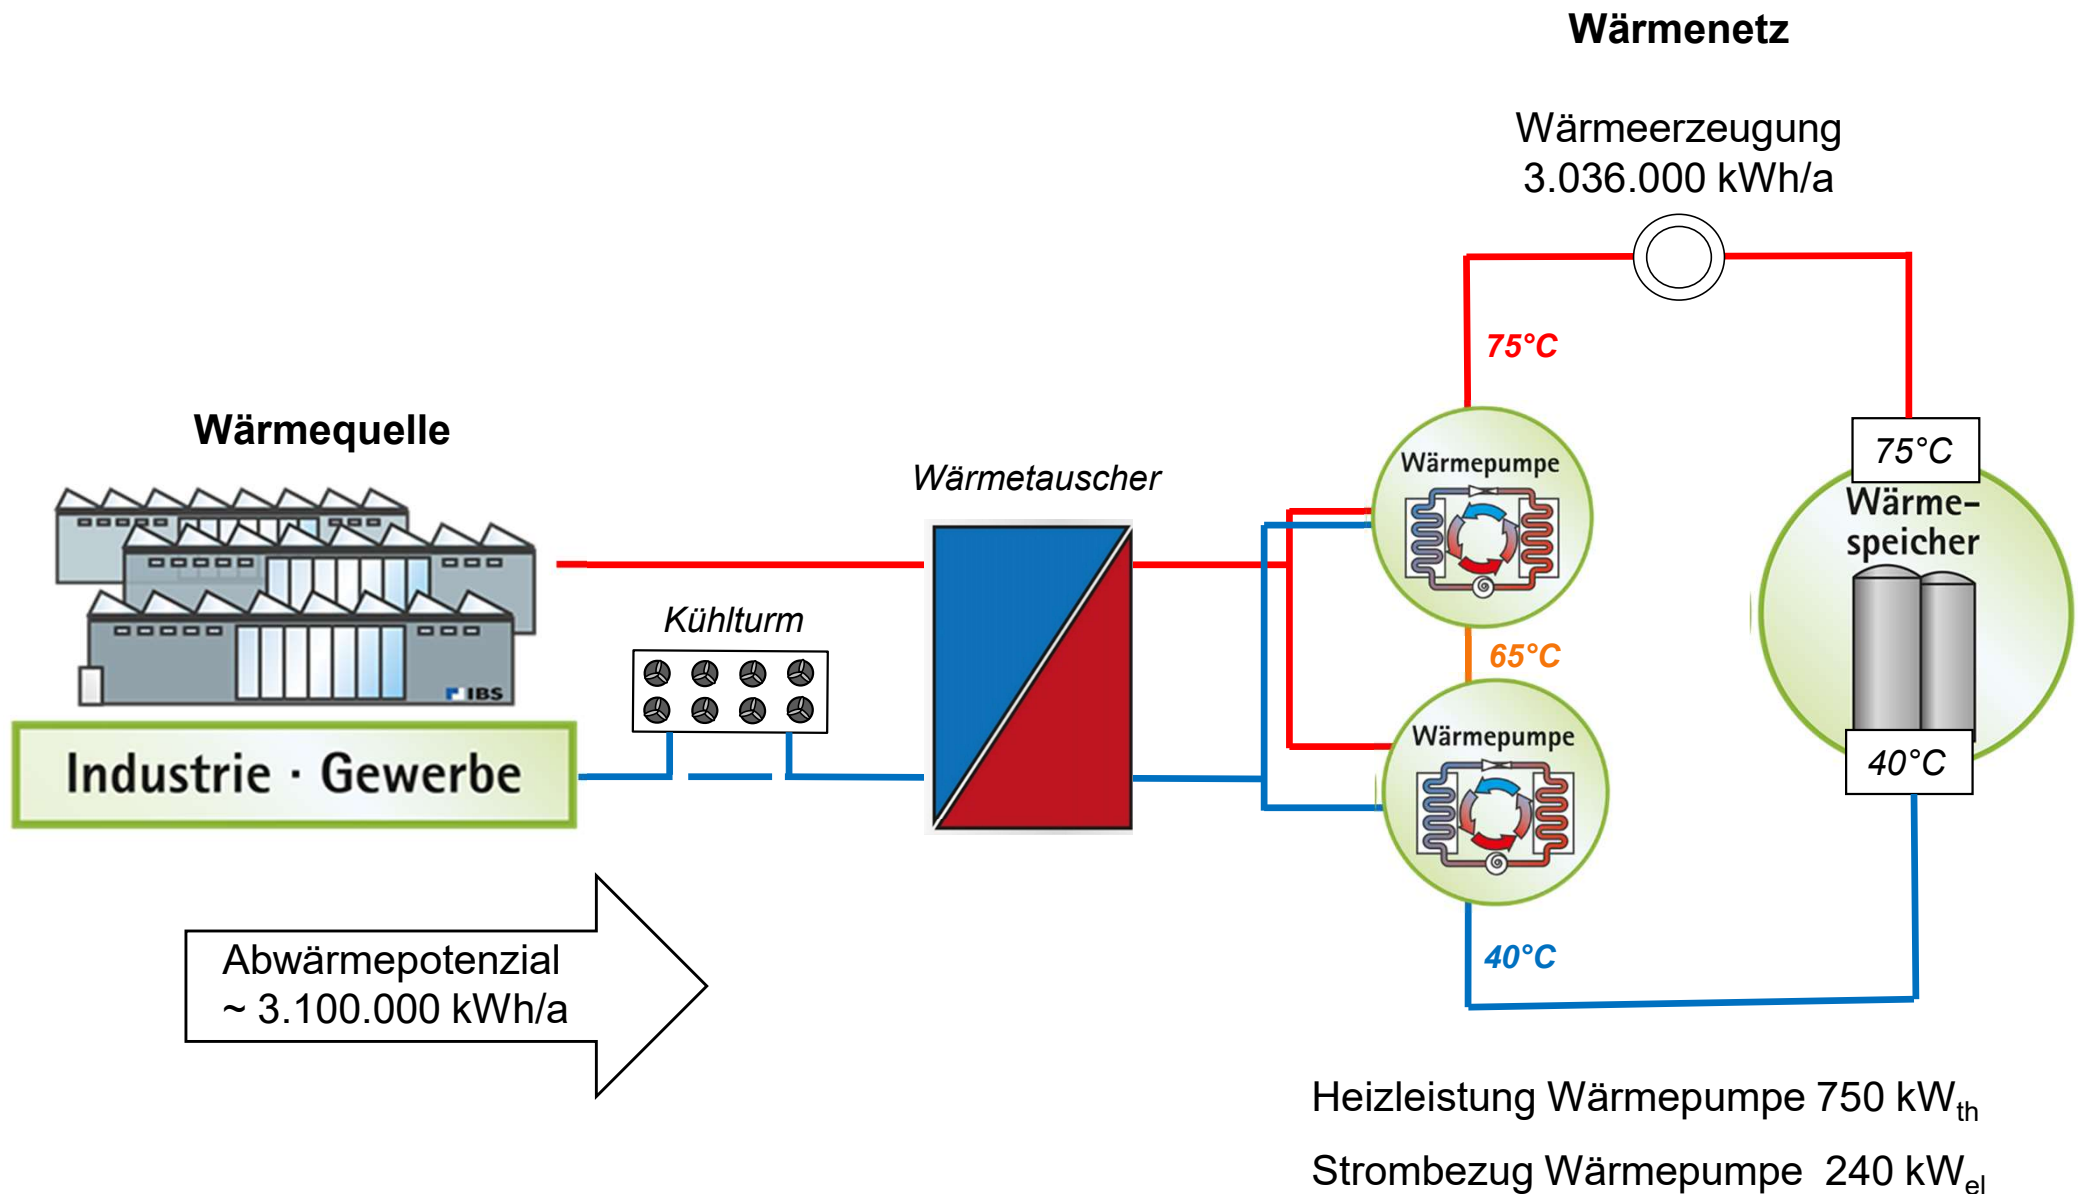 Wärmenetz
Wärmeerzeugung
3.036.000 kWh/a
75°C
Wärmequelle
75°C
Wärmetauscher
Wärmepumpe
Wärme-
speicher
Kühlturm
65°C
IBS
Wärmepumpe
Industrie · Gewerbe
40°C
Abwärmepotenzial
~ 3.100.000 kWh/a
40°C
Heizleistung Wärmepumpe 750 kWth
Strombezug Wärmepumpe 240 kWel